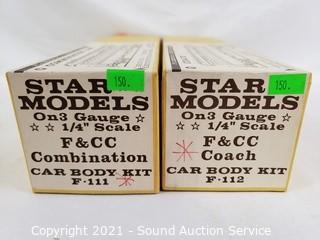 150.
STAR
MODELS
On3 Gauge
☆ ☆ 1/4" Scale
F&CC
Combination
CAR BODY KIT
F-111
150.
STAR
MODELS
On3 Gauge
☆ ☆ 1/4" Scale
F&CC
Coach
CAR BODY KIT
F-112
Copyright 2021 - Sound Auction Service